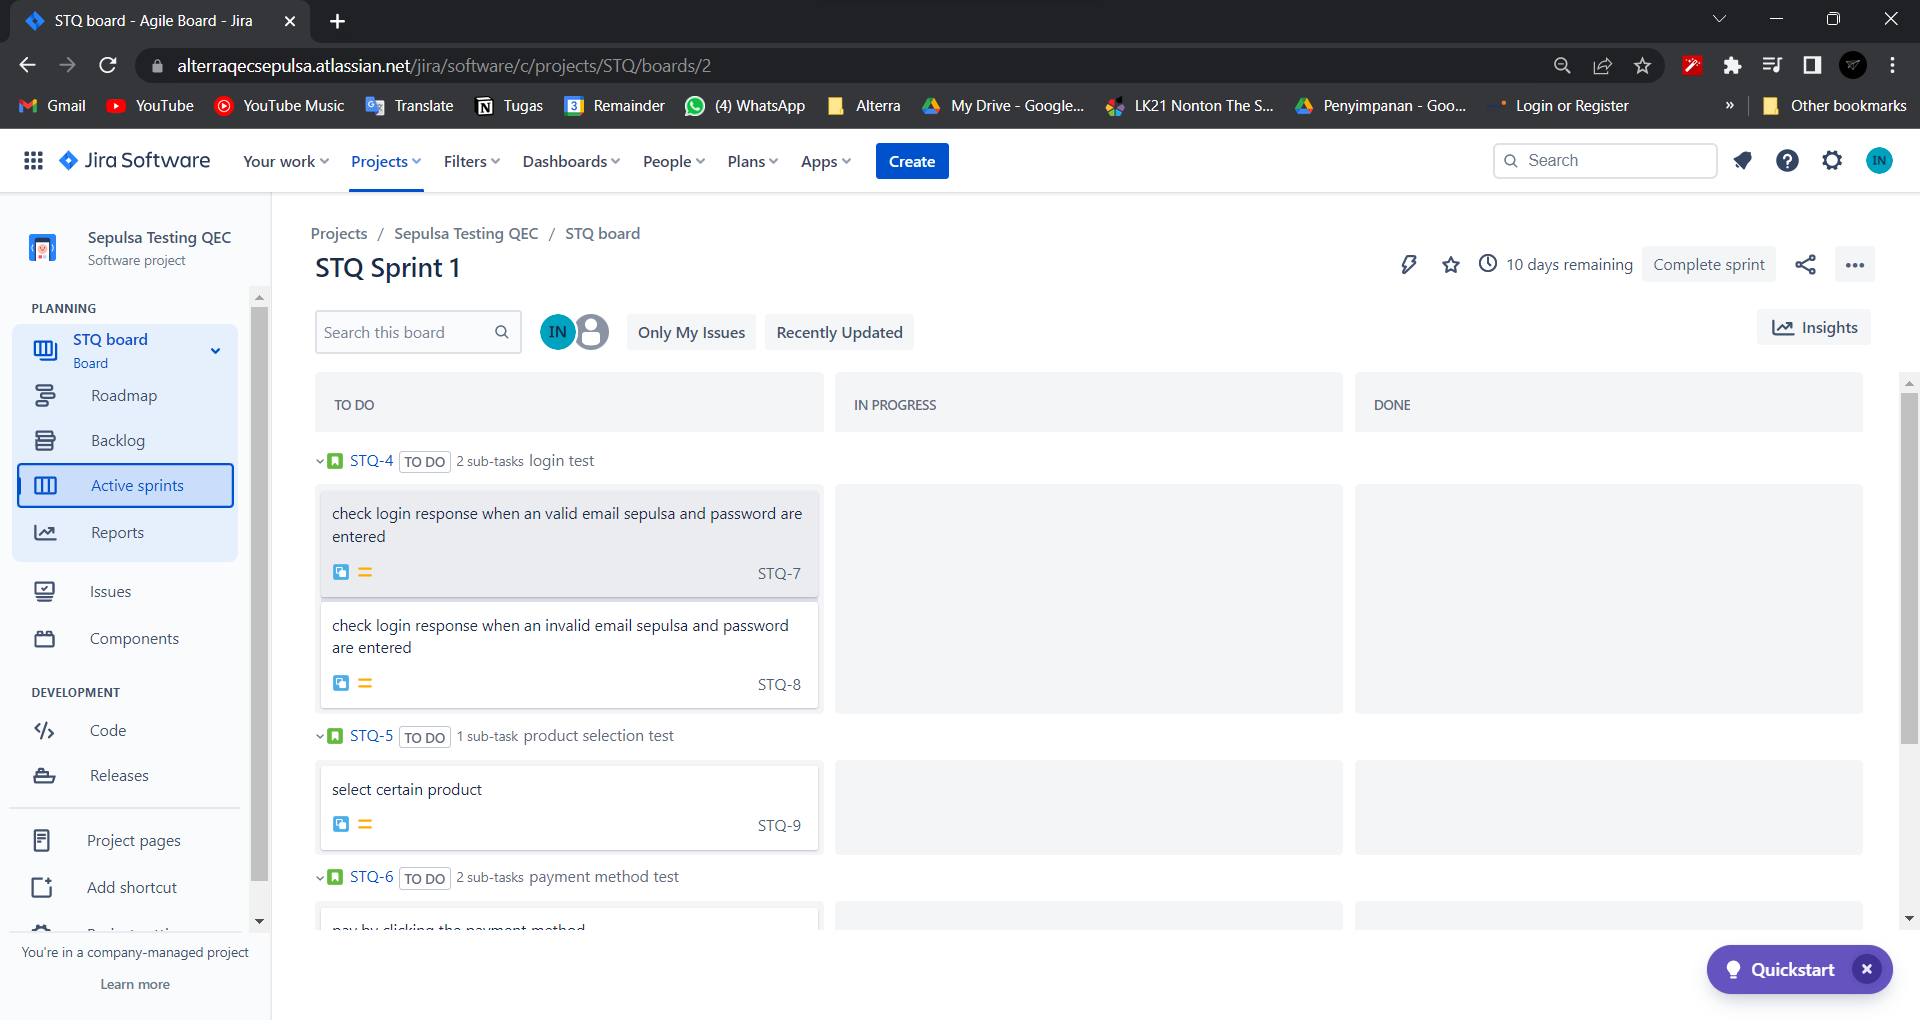 STQ board - Agile Board - Jira
alterraqecsepulsa.atlassian.net/jira/software/c/projects/STQ/boards/2
Gmail YouTube YouTube Music Translate Tugas 3 Remainder (4) WhatsApp Alterra My Drive - Google... LK21 Nonton The S... Penyimpanan - Goo... Login or Register » Other bookmarks
Jira Software Your work Projects Filters Dashboards People Plans Apps Create Search IN
Sepulsa Testing QEC
Software project
PLANNING
STQ board
Board
Roadmap
Backlog
Active sprints
Reports
Issues
Components
DEVELOPMENT
Code
Releases
Project pages
Add shortcut
You're in a company-managed project
Learn more
Projects / Sepulsa Testing QEC / STQ board
STQ Sprint 1
10 days remaining Complete sprint
Search this board IN Only My Issues Recently Updated Insights
TO DO IN PROGRESS DONE
STQ-4 TO DO 2 sub-tasks login test
check login response when an valid email sepulsa and password are
entered
STQ-7
check login response when an invalid email sepulsa and password
are entered
STQ-8
STQ-5 TO DO 1 sub-task product selection test
select certain product
STQ-9
STQ-6 TO DO 2 sub-tasks payment method test
pay by clicking the payment method
Quickstart